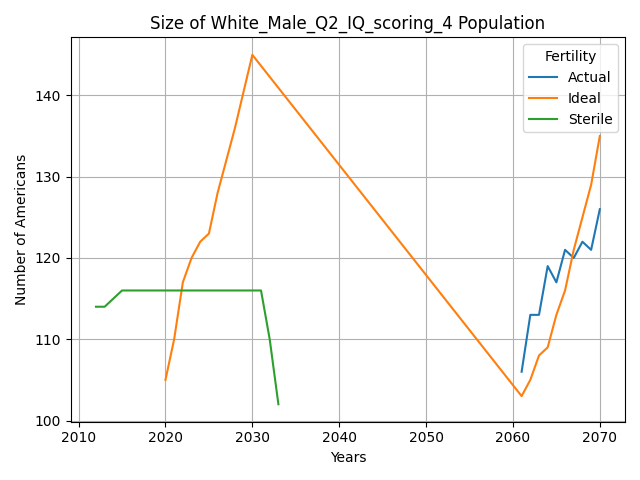 Size of White_Male_Q2_IQ_scoring_4 Population
Fertility
Actual
Ideal
Sterile
Number of Americans
140
130
120
110
100
2010 2020 2030 2040 2050 2060 2070
Years